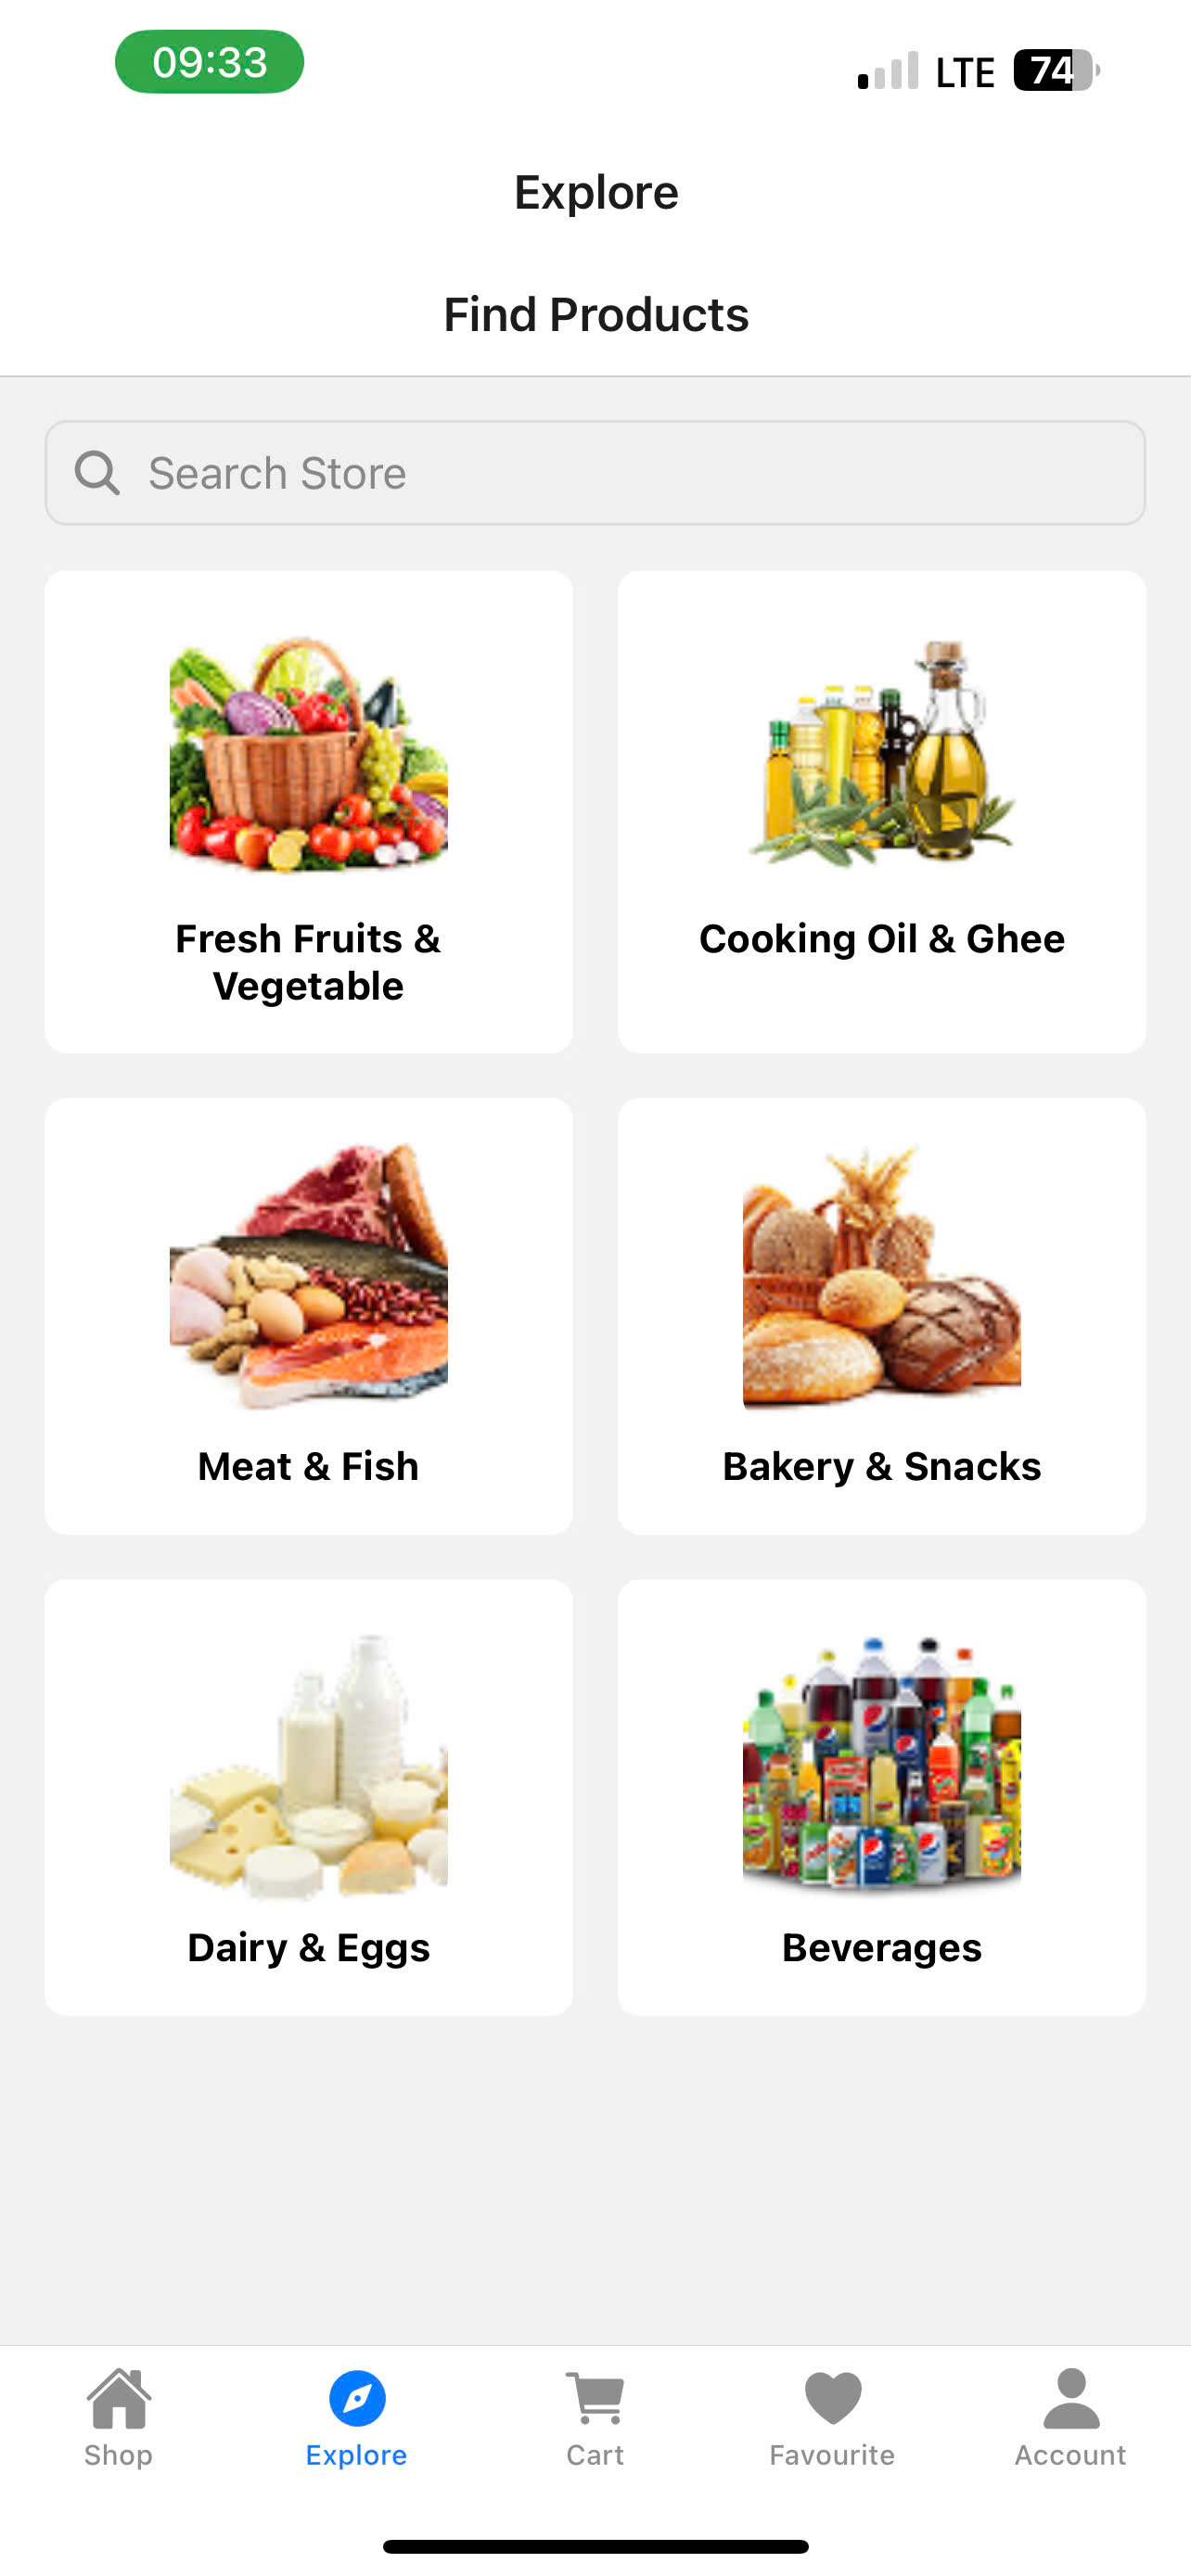 09:33
LTE
74
Explore
Find Products
Search Store
Fresh Fruits &
Vegetable
Cooking Oil & Ghee
Meat & Fish
Bakery & Snacks
Dairy & Eggs
Beverages
Shop
Explore
Cart
Favourite
Account